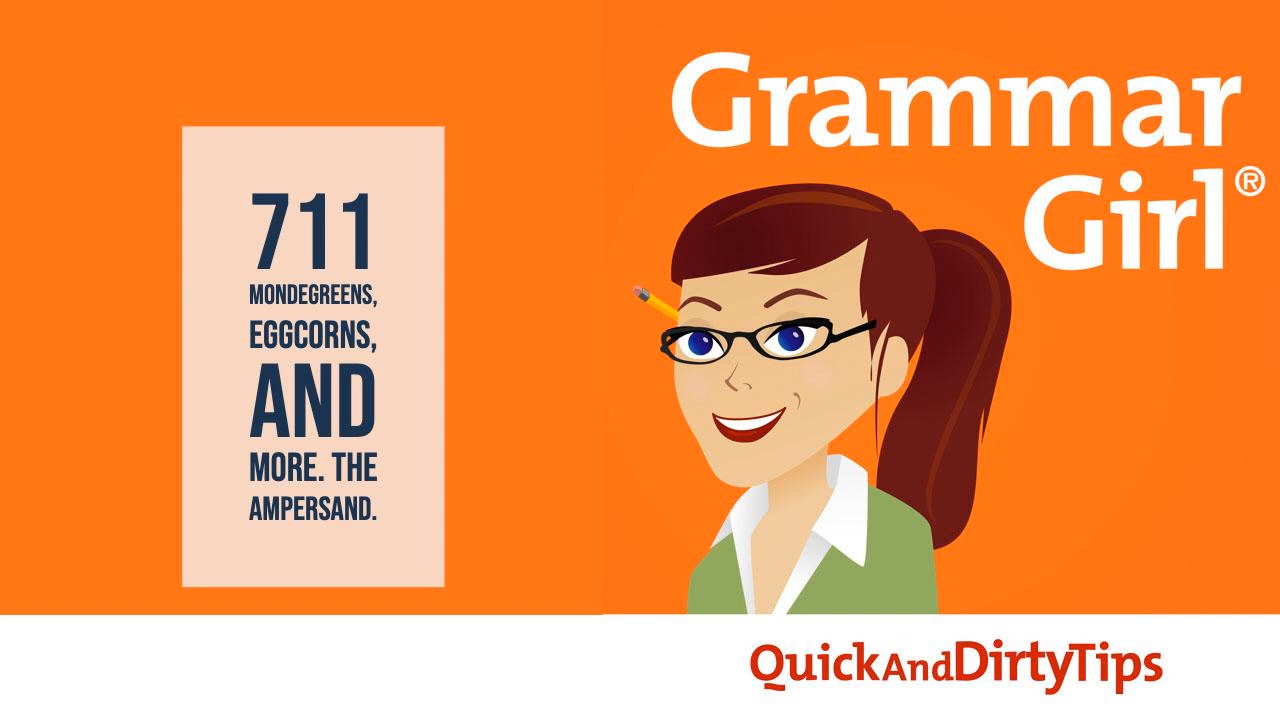 711
MONDEGREENS,
EGGCORNS,
AND
MORE. THE
AMPERSAND.
Grammar
Girl®
QuickAndDirtyTips